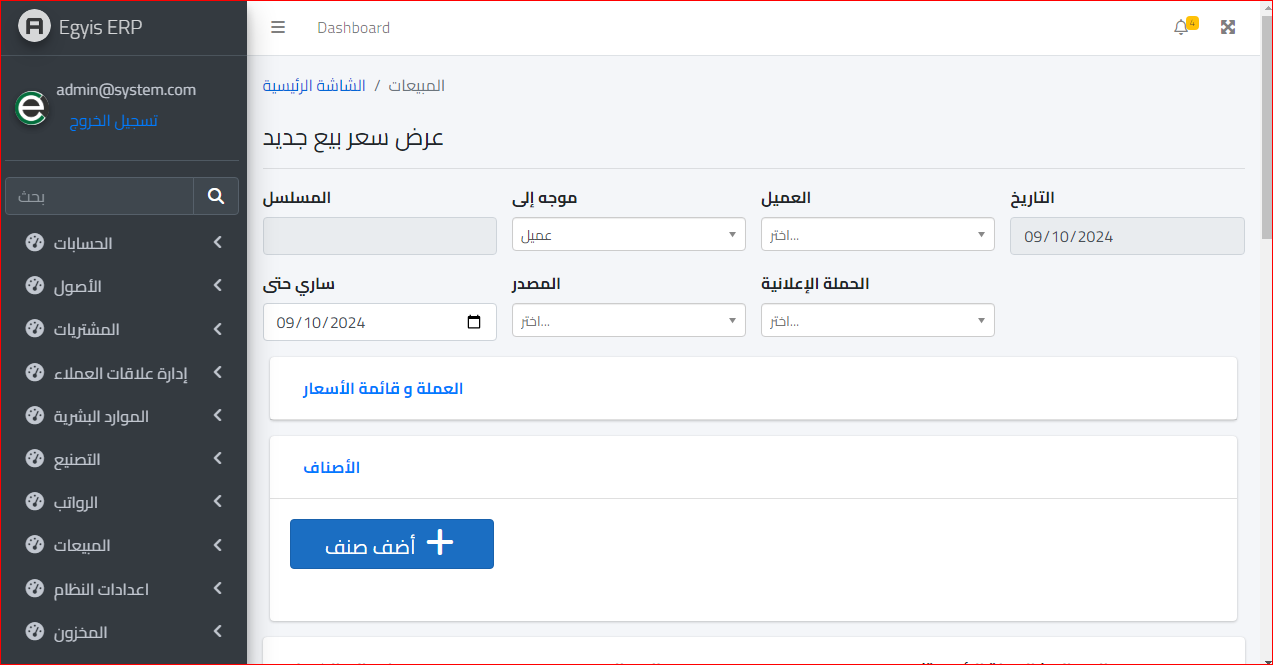 Egyis ERP
Dashboard
4
admin@system.com
تسجيل الخروج
بحث
الحسابات
الأصول
المشتريات
إدارة علاقات العملاء
الموارد البشرية
التصنيع
الرواتب
المبيعات
اعدادات النظام
المخزون
الشاشة الرئيسية / المبيعات
عرض سعر بيع جديد
المسلسل
موجه إلى
العميل
التاريخ
عميل
اختر...
09/10/2024
ساري حتى
المصدر
الحملة الإعلانية
09/10/2024
اختر...
اختر...
العملة و قائمة الأسعار
الأصناف
أضف صنف